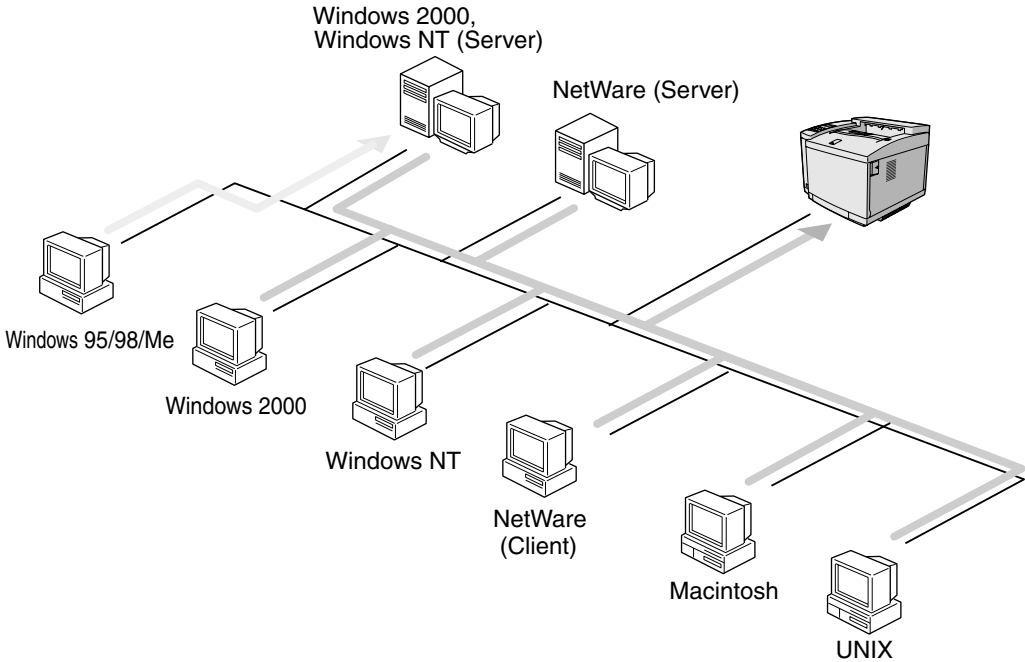 Windows 2000,
Windows NT (Server)
NetWare (Server)
Windows 95/98/Me
Windows 2000
Windows NT
NetWare
(Client)
Macintosh
UNIX